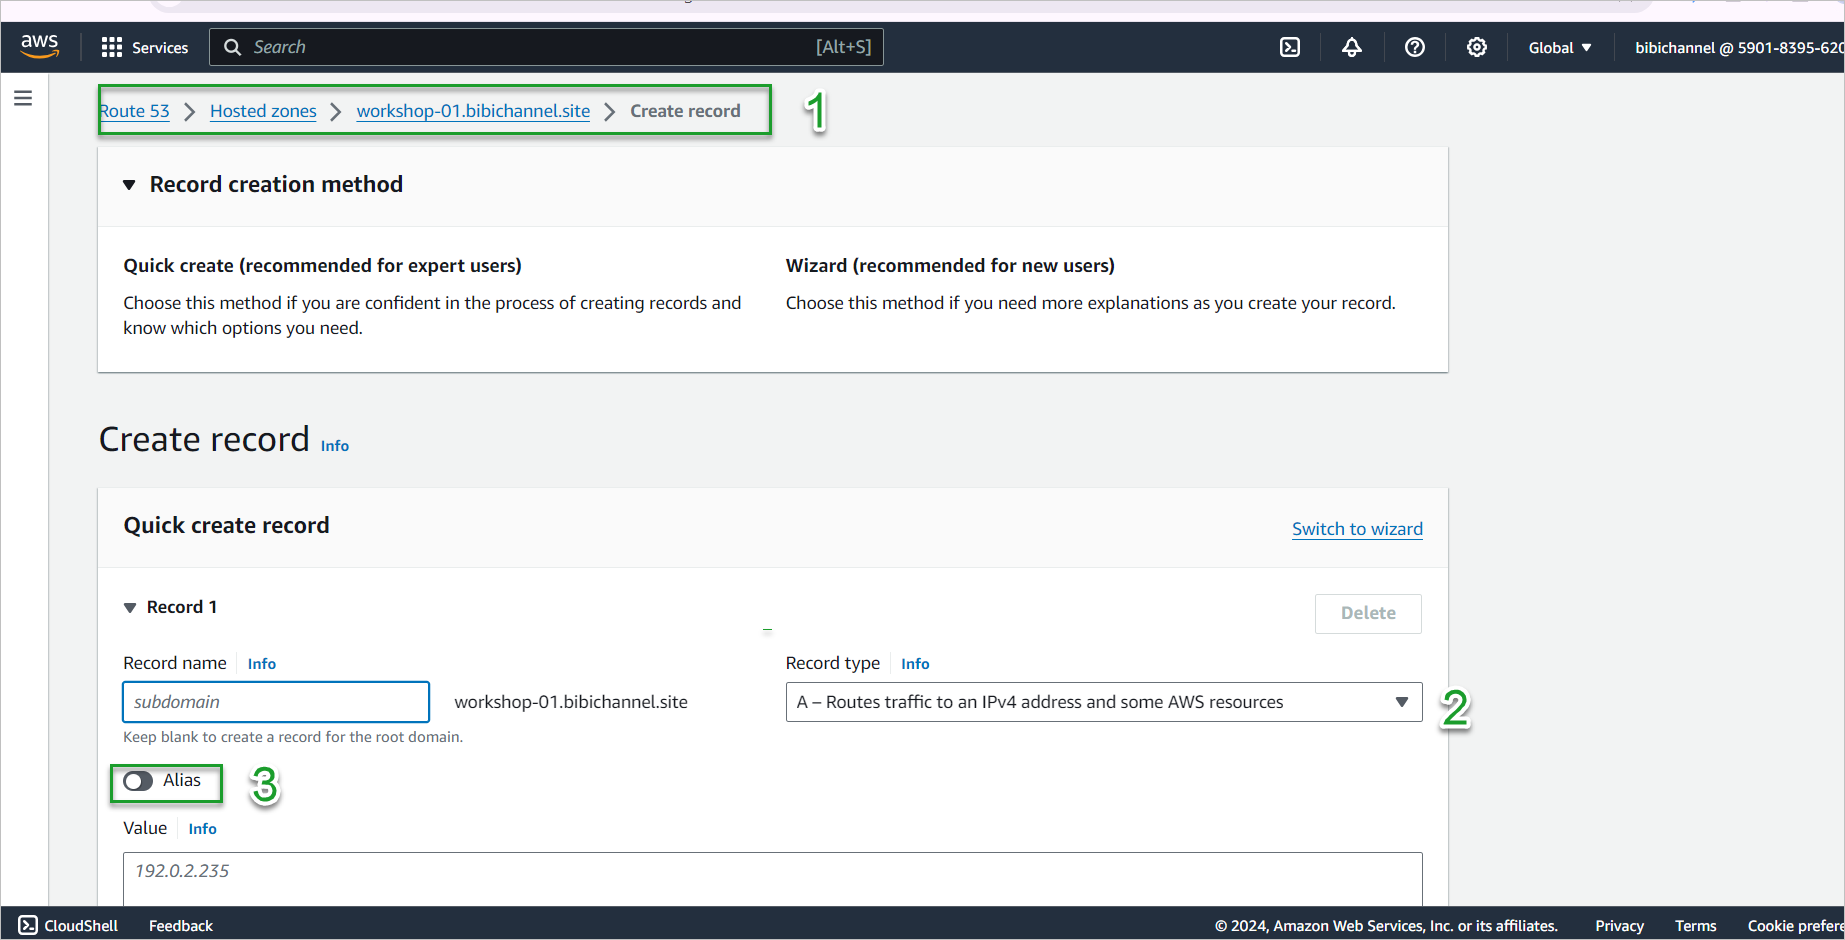 aws Services Search [Alt+S] Global bibichannel @ 5901-8395-620
Route 53 Hosted zones workshop-01.bibichannel.site Create record 1
Record creation method
Quick create (recommended for expert users)
Choose this method if you are confident in the process of creating records and
know which options you need.
Wizard (recommended for new users)
Choose this method if you need more explanations as you create your record.
Create record Info
Quick create record Switch to wizard
Record 1 Delete
Record name Info
subdomain workshop-01.bibichannel.site
Keep blank to create a record for the root domain.
Record type Info
A – Routes traffic to an IPv4 address and some AWS resources 2
Alias 3
Value Info
192.0.2.235
CloudShell Feedback © 2024, Amazon Web Services, Inc. or its affiliates. Privacy Terms Cookie prefere